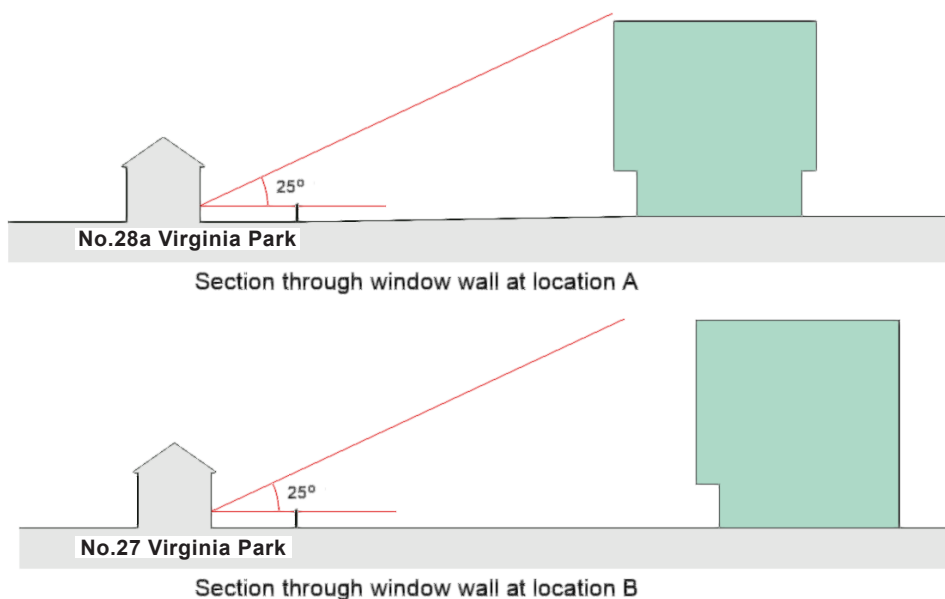 25º
No.28a Virginia Park
Section through window wall at location A
25º
No.27 Virginia Park
Section through window wall at location B